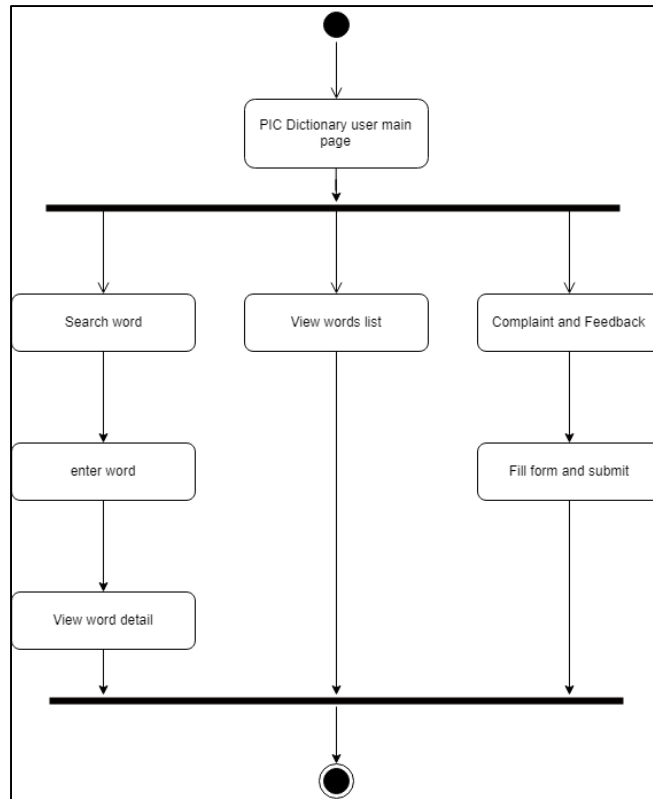 PIC Dictionary user main
page
Search word
View words list
Complaint and Feedback
enter word
Fill form and submit
View word detail